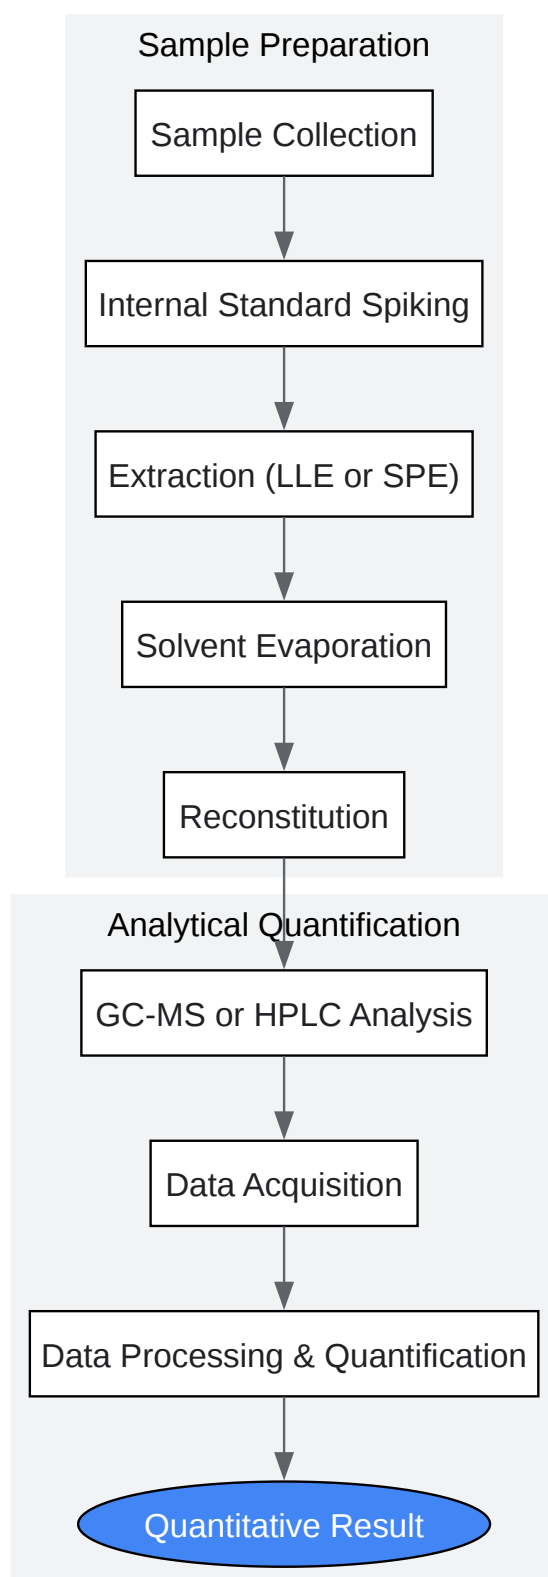 Sample Preparation
Sample Collection
Internal Standard Spiking
Extraction (LLE or SPE)
Solvent Evaporation
Reconstitution
Analytical Quantification
GC-MS or HPLC Analysis
Data Acquisition
Data Processing & Quantification
Quantitative Result